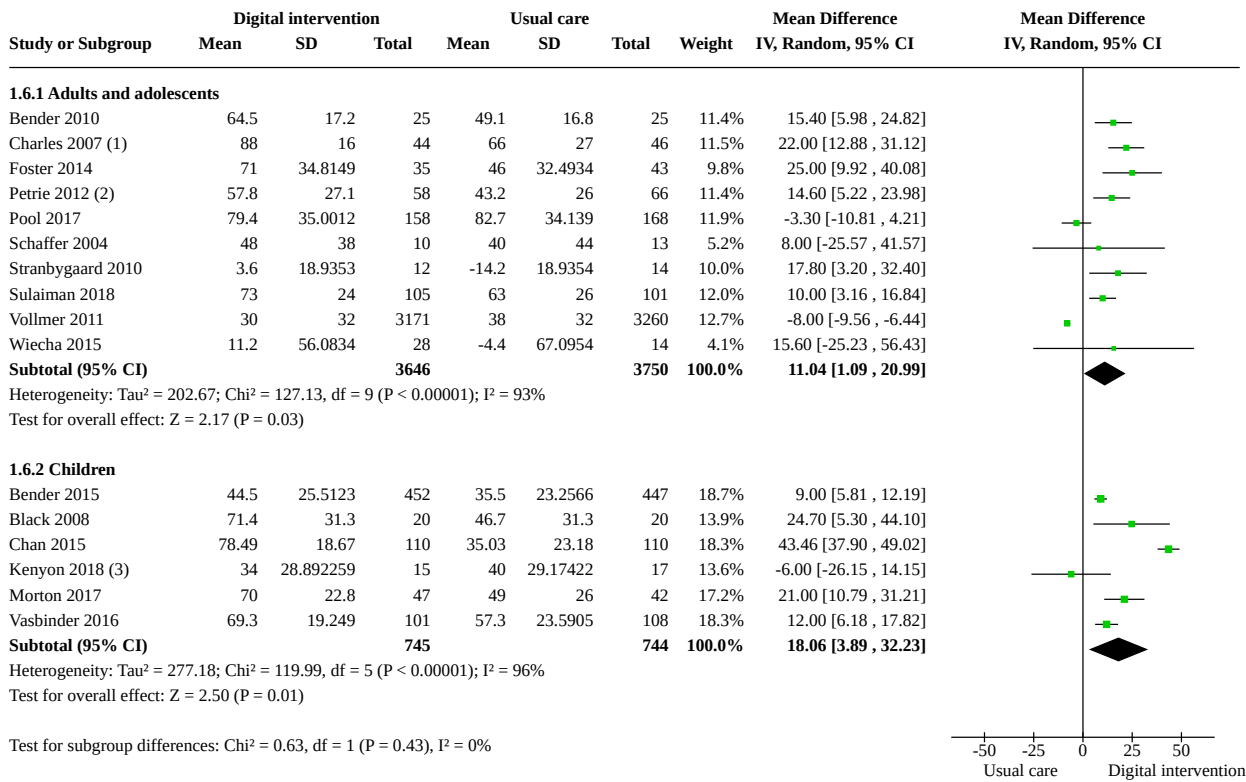 Digital intervention Usual care Mean Difference Mean Difference
Study or Subgroup Mean SD Total Mean SD Total Weight IV, Random, 95% CI IV, Random, 95% CI
1.6.1 Adults and adolescents
Bender 2010 64.5 17.2 25 49.1 16.8 25 11.4% 15.40 [5.98 , 24.82]
Charles 2007 (1) 88 16 44 66 27 46 11.5% 22.00 [12.88 , 31.12]
Foster 2014 71 34.8149 35 46 32.4934 43 9.8% 25.00 [9.92 , 40.08]
Petrie 2012 (2) 57.8 27.1 58 43.2 26 66 11.4% 14.60 [5.22 , 23.98]
Pool 2017 79.4 35.0012 158 82.7 34.139 168 11.9% -3.30 [-10.81 , 4.21]
Schaffer 2004 48 38 10 40 44 13 5.2% 8.00 [-25.57 , 41.57]
Stranbygaard 2010 3.6 18.9353 12 -14.2 18.9354 14 10.0% 17.80 [3.20 , 32.40]
Sulaiman 2018 73 24 105 63 26 101 12.0% 10.00 [3.16 , 16.84]
Vollmer 2011 30 32 3171 38 32 3260 12.7% -8.00 [-9.56 , -6.44]
Wiecha 2015 11.2 56.0834 28 -4.4 67.0954 14 4.1% 15.60 [-25.23 , 56.43]
Subtotal (95% CI) 3646 3750 100.0% 11.04 [1.09 , 20.99]
Heterogeneity: Tau² = 202.67; Chi² = 127.13, df = 9 (P < 0.00001); I² = 93%
Test for overall effect: Z = 2.17 (P = 0.03)
1.6.2 Children
Bender 2015 44.5 25.5123 452 35.5 23.2566 447 18.7% 9.00 [5.81 , 12.19]
Black 2008 71.4 31.3 20 46.7 31.3 20 13.9% 24.70 [5.30 , 44.10]
Chan 2015 78.49 18.67 110 35.03 23.18 110 18.3% 43.46 [37.90 , 49.02]
Kenyon 2018 (3) 34 28.892259 15 40 29.17422 17 13.6% -6.00 [-26.15 , 14.15]
Morton 2017 70 22.8 47 49 26 42 17.2% 21.00 [10.79 , 31.21]
Vasbinder 2016 69.3 19.249 101 57.3 23.5905 108 18.3% 12.00 [6.18 , 17.82]
Subtotal (95% CI) 745 744 100.0% 18.06 [3.89 , 32.23]
Heterogeneity: Tau² = 277.18; Chi² = 119.99, df = 5 (P < 0.00001); I² = 96%
Test for overall effect: Z = 2.50 (P = 0.01)
Test for subgroup differences: Chi² = 0.63, df = 1 (P = 0.43), I² = 0%
-50 -25 0 25 50
Usual care Digital intervention